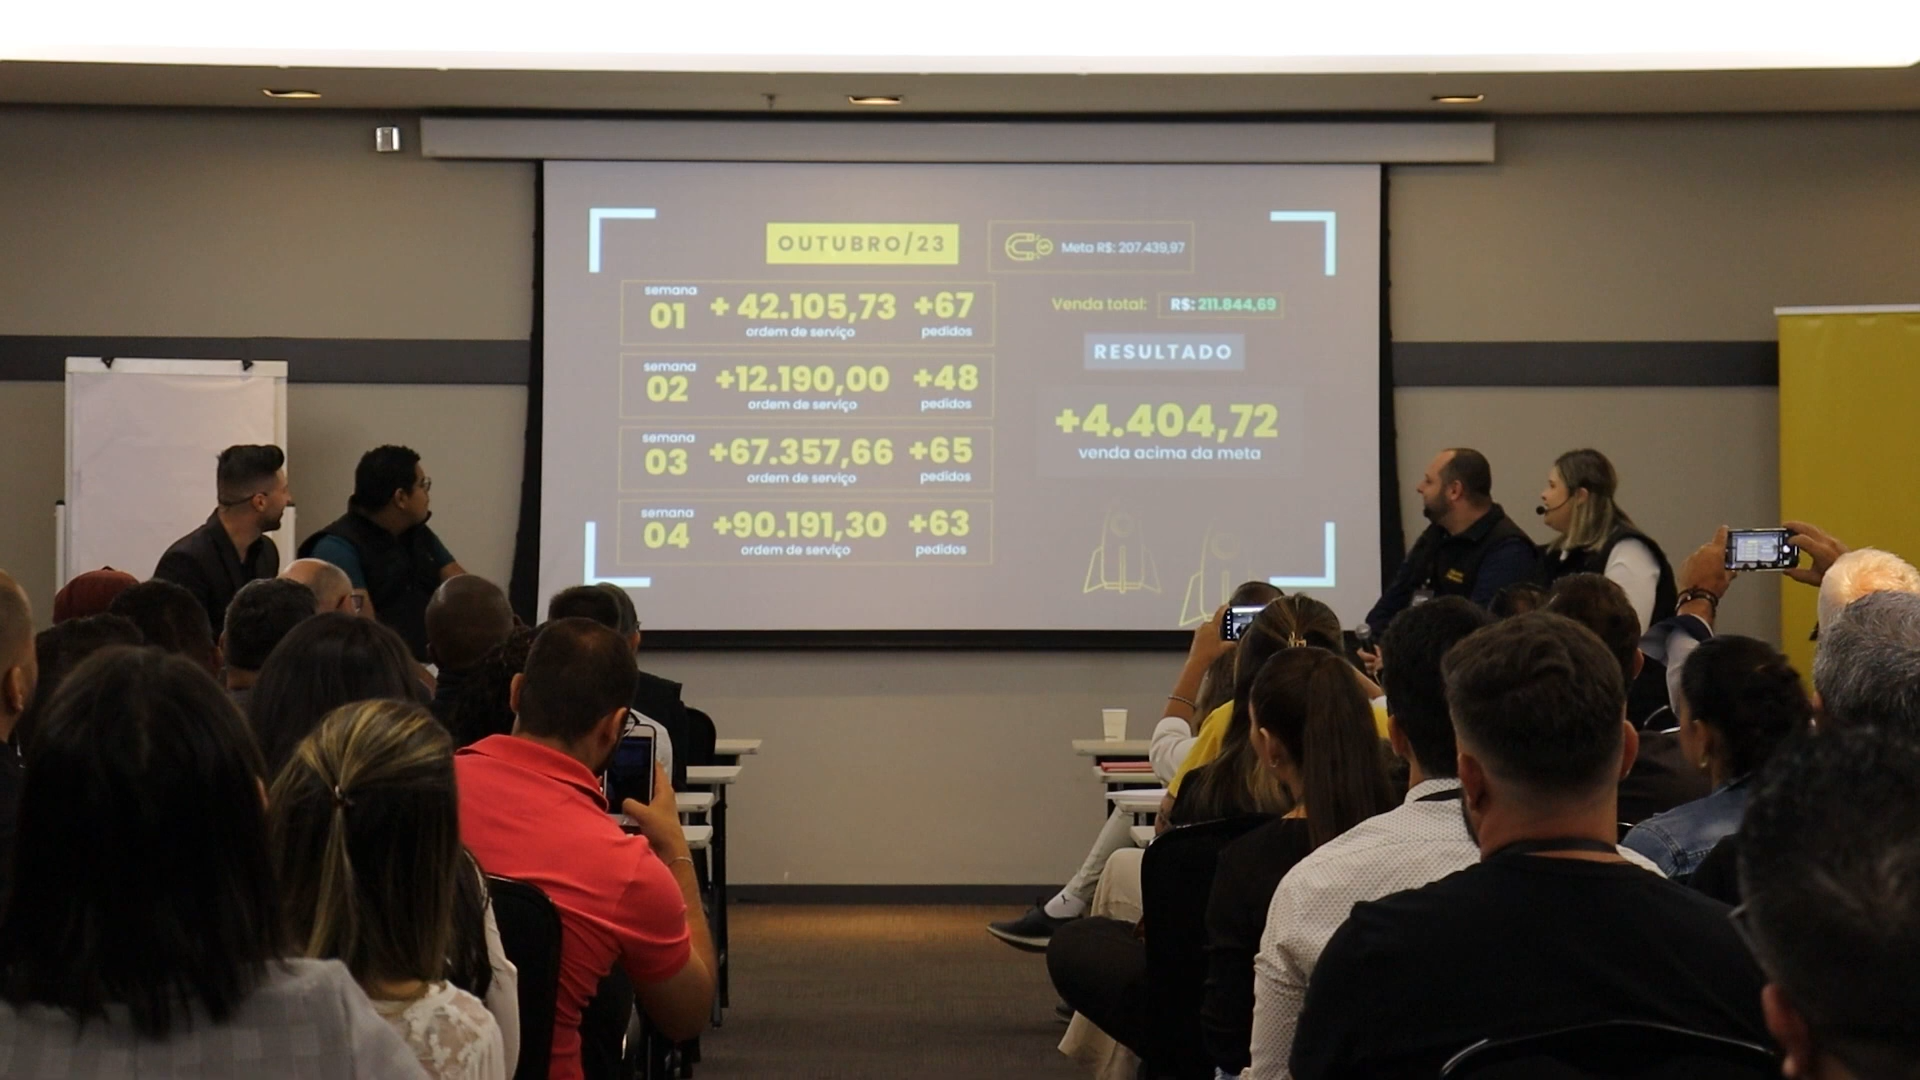 OUTUBRO/23
Meta R$: 207.439,97
semana
01
+ 42.105,73
ordem de serviço
+67
pedidos
semana
02
+12.190,00
ordem de serviço
+48
pedidos
semana
03
+67.357,66
ordem de serviço
+65
pedidos
semana
04
+90.191,30
ordem de serviço
+63
pedidos
Venda total:
R$: 211.844,69
RESULTADO
+4.404,72
venda acima da meta